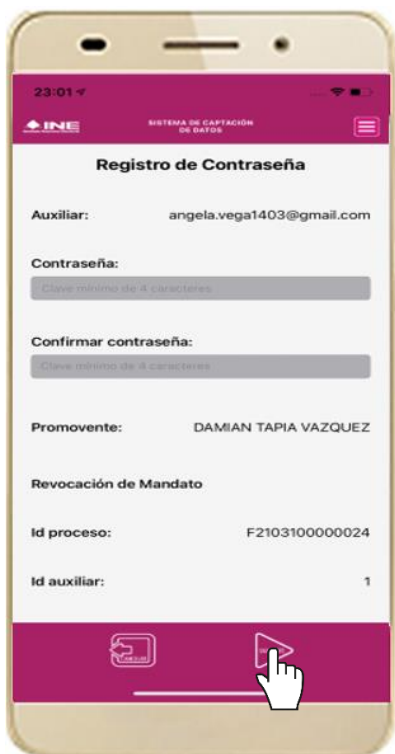 23:01
INE
SISTEMA DE CAPTACIÓN
DE DATOS
Registro de Contraseña
Auxiliar: angela.vega1403@gmail.com
Contraseña:
Clave mínimo de 4 caracteres
Confirmar contraseña:
Clave mínimo de 4 caracteres
Promovente: DAMIAN TAPIA VAZQUEZ
Revocación de Mandato
Id proceso: F2103100000024
Id auxiliar: 1